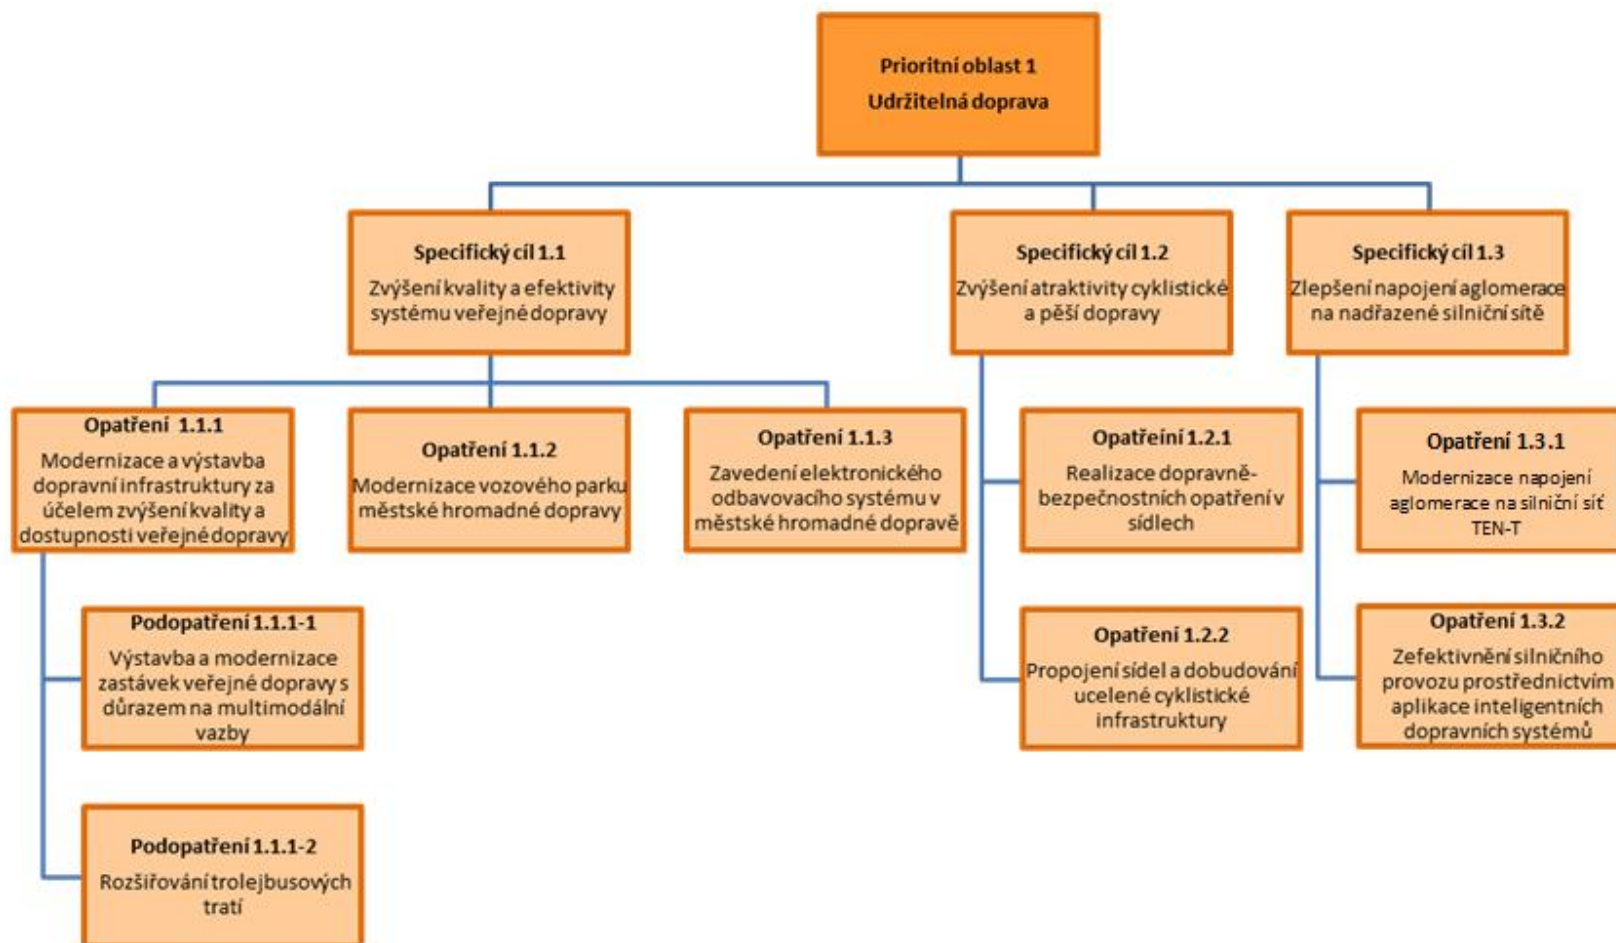 Prioritní oblast 1
Udržitelná doprava
Specifický cíl 1.1
Zvýšení kvality a efektivity
systému veřejné dopravy
Specifický cíl 1.2
Zvýšení atraktivity cyklistické
a pěší dopravy
Specifický cíl 1.3
Zlepšení napojení aglomerace
na nadřazené silniční sítě
Opatření 1.1.1
Modernizace a výstavba
dopravní infrastruktury za
účelem zvýšení kvality a
dostupnosti veřejné dopravy
Opatření 1.1.2
Modernizace vozového parku
městské hromadné dopravy
Opatření 1.1.3
Zavedení elektronického
odbavovacího systému v
městské hromadné dopravě
Opatřeíní 1.2.1
Realizace dopravně-
bezpečnostních opatření v
sídlech
Opatření 1.3.1
Modernizace napojení
aglomerace na silniční síť
TEN-T
Podopatření 1.1.1-1
Výstavba a modernizace
zastávek veřejné dopravy s
důrazem na multimodální
vazby
Opatření 1.2.2
Propojení sídel a dobudování
ucelené cyklistické
infrastruktury
Opatření 1.3.2
Zefektivnění silničního
provozu prostřednictvím
aplikace inteligentních
dopravních systémů
Podopatření 1.1.1-2
Rozšiřování trolejbusových
tratí